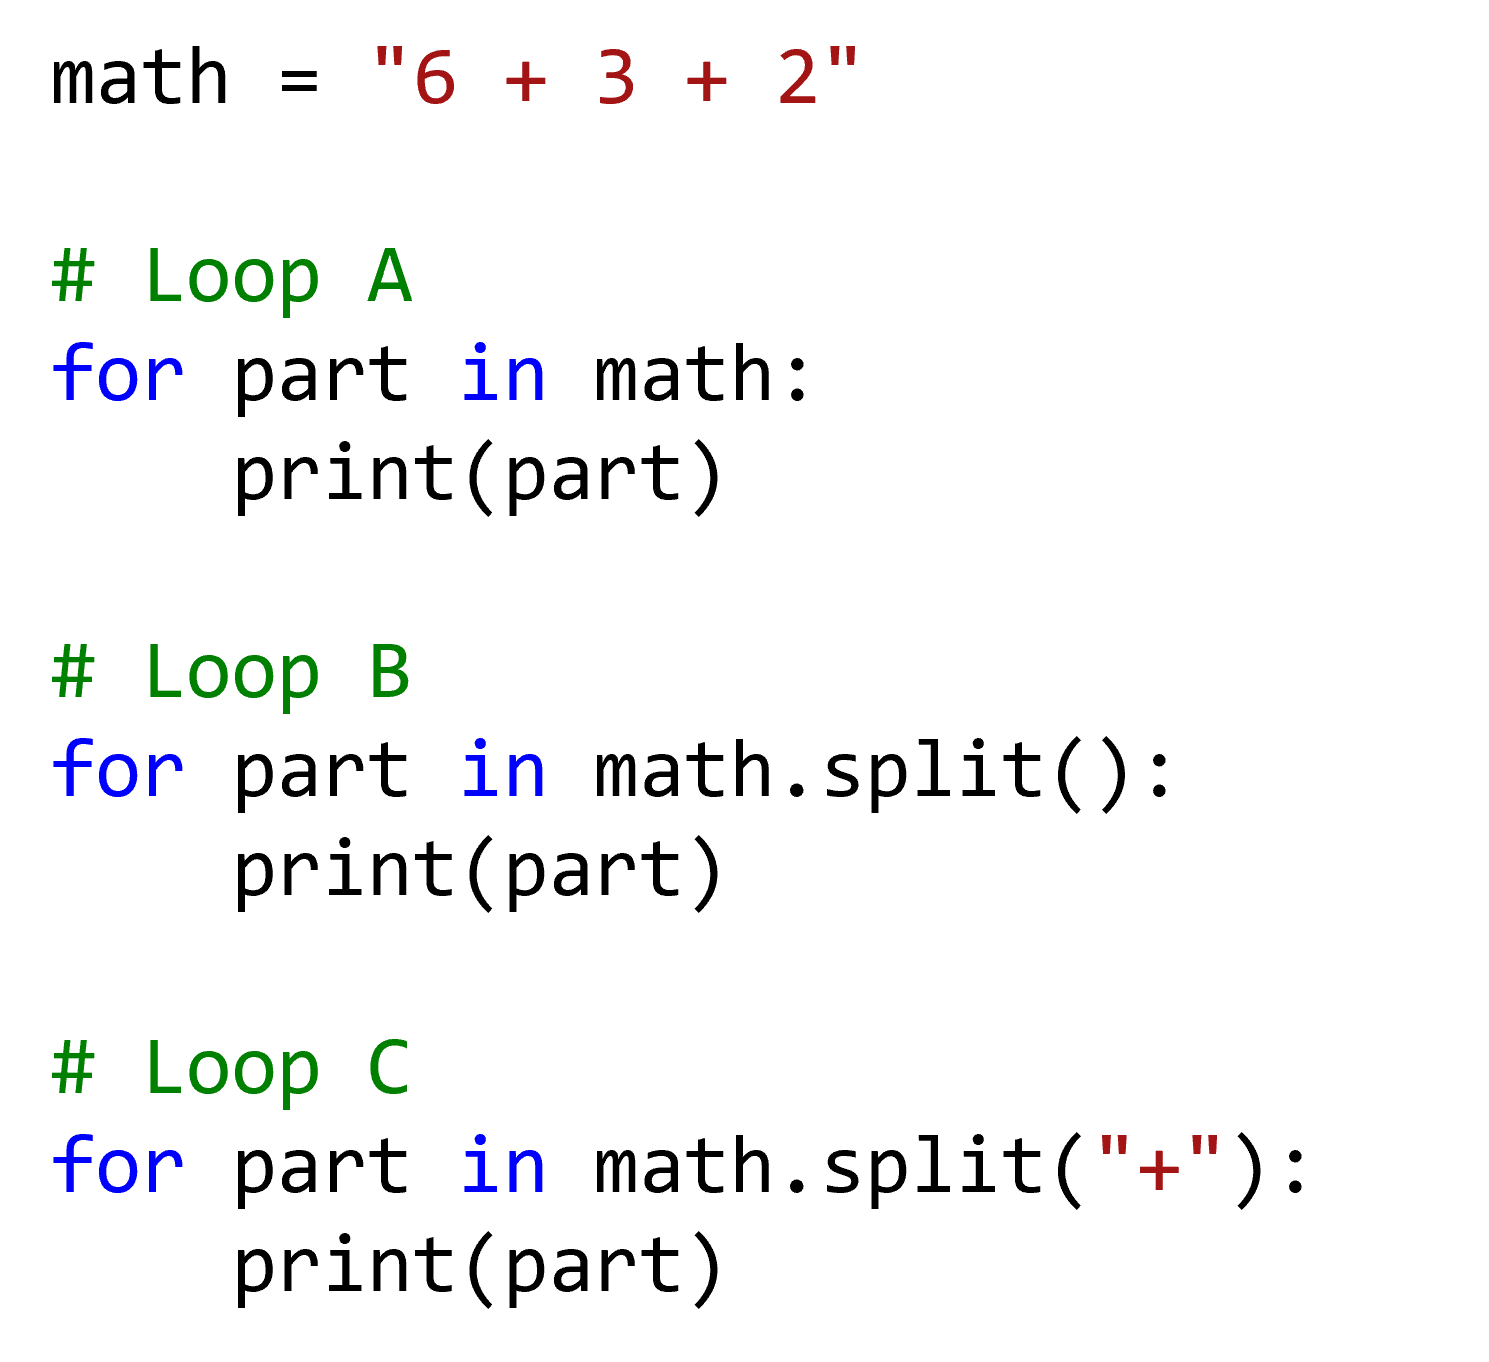 math = "6 + 3 + 2"

# Loop A
for part in math:
    print(part)

# Loop B
for part in math.split():
    print(part)

# Loop C
for part in math.split("+"):
    print(part)